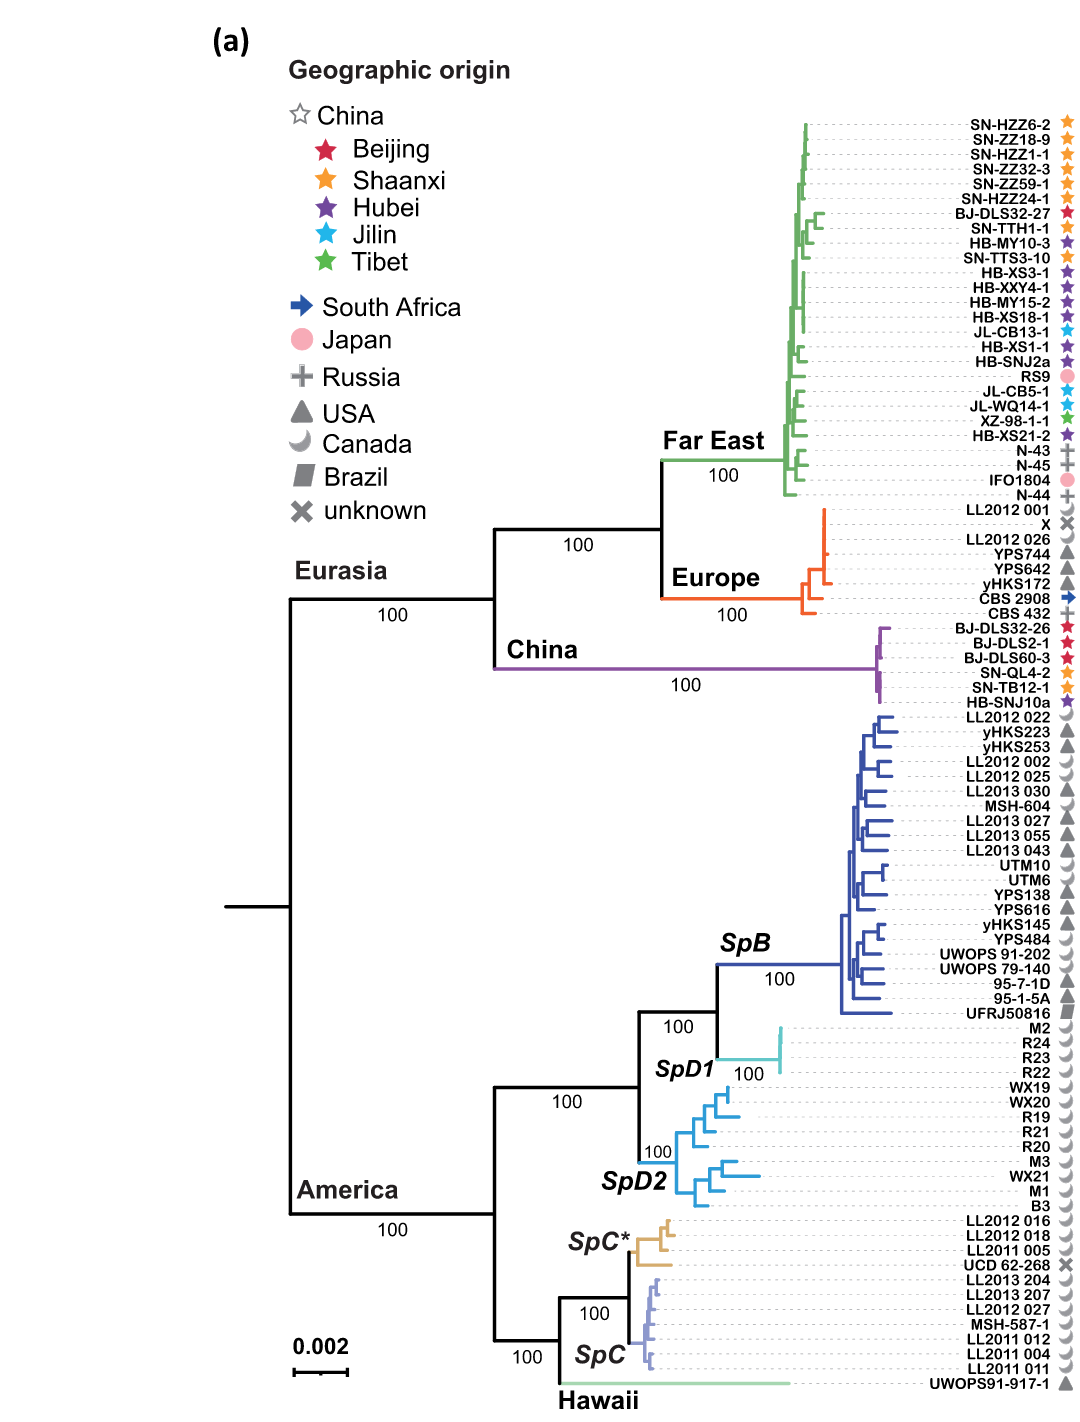 (a)
Geographic origin
China
Beijing
Shaanxi
Hubei
Jilin
Tibet
South Africa
Japan
Russia
USA
Canada
Brazil
unknown
SN-HZZ6-2
SN-ZZ18-9
SN-HZZ1-1
SN-ZZ32-3
SN-ZZ59-1
SN-HZZ24-1
BJ-DLS32-27
SN-TTH1-1
HB-MY10-3
SN-TTS3-10
HB-XS3-1
HB-XXY4-1
HB-MY15-2
HB-XS18-1
JL-CB13-1
HB-XS1-1
HB-SNJ2a
RS9
JL-CB5-1
JL-WQ14-1
XZ-98-1-1
HB-XS21-2
Far East
N-43
N-45
100
IFO1804
N-44
LL2012 001
X
LL2012 026
100
YPS744
Eurasia
YPS642
Europe
yHKS172
CBS 2908
100
100
CBS 432
BJ-DLS32-26
BJ-DLS2-1
China
BJ-DLS60-3
SN-QL4-2
100
SN-TB12-1
HB-SNJ10a
LL2012 022
yHKS223
yHKS253
LL2012 002
LL2012 025
LL2013 030
MSH-604
LL2013 027
LL2013 055
LL2013 043
UTM10
UTM6
YPS138
YPS616
yHKS145
SpB
YPS484
UWOPS 91-202
UWOPS 79-140
100
95-7-1D
95-1-5A
UFRJ50816
100
M2
R24
R23
SpD1
100
R22
WX19
100
WX20
R19
R21
100
R20
M3
SpD2
WX21
America
M1
B3
100
LL2012 016
LL2012 018
SpC*
LL2011 005
UCD 62-268
LL2013 204
LL2013 207
100
LL2012 027
MSH-587-1
0.002
LL2011 012
100
SpC
LL2011 004
LL2011 011
UWOPS91-917-1
Hawaii